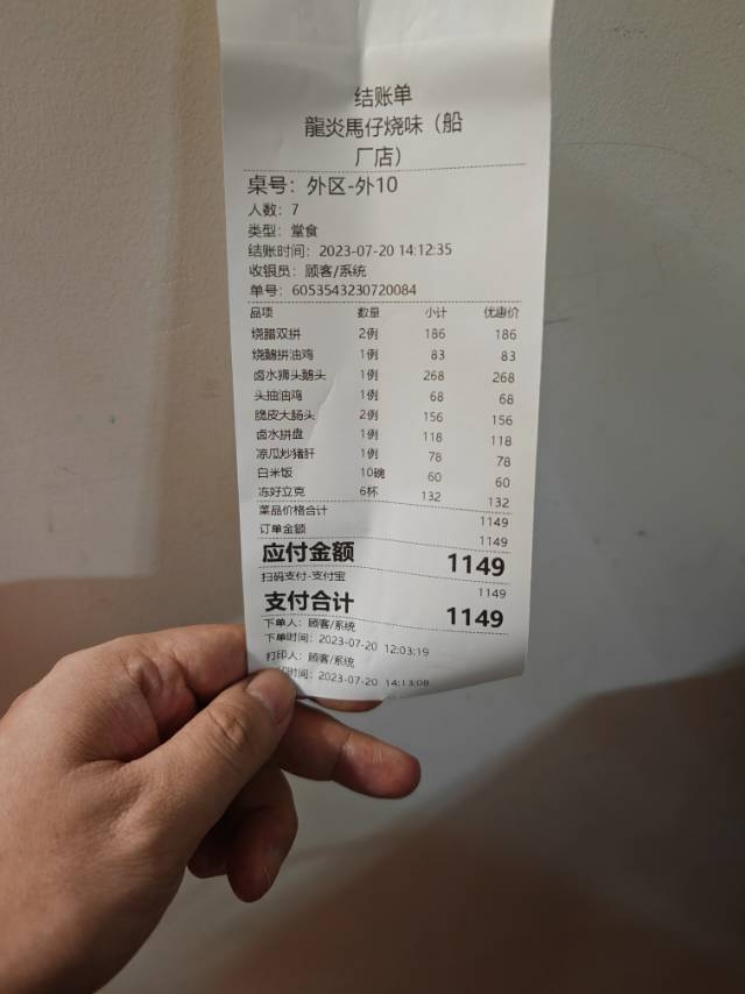 结账单
龍炎馬仔烧味（船
厂店）
桌号：外区-外10
人数：7
类型：堂食
结账时间：2023-07-20 14:12:35
收银员：顾客/系统
单号：6053543230720084
品项 数量 小计 优惠价
烧腊双拼 2例 186 186
烧鹅拼油鸡 1例 83 83
卤水狮头鹅头 1例 268 268
头抽油鸡 1例 68 68
脆皮大肠头 2例 156 156
卤水拼盘 1例 118 118
凉瓜炒猪肝 1例 78 78
白米饭 10碗 60 60
冻好立克 6杯 132 132
菜品价格合计 1149
订单金额 1149
应付金额 1149
扫码支付-支付宝 1149
支付合计 1149
下单人：顾客/系统
下单时间：2023-07-20 12:03:19
打印人：顾客/系统
印时间：2023-07-20 14:13:08